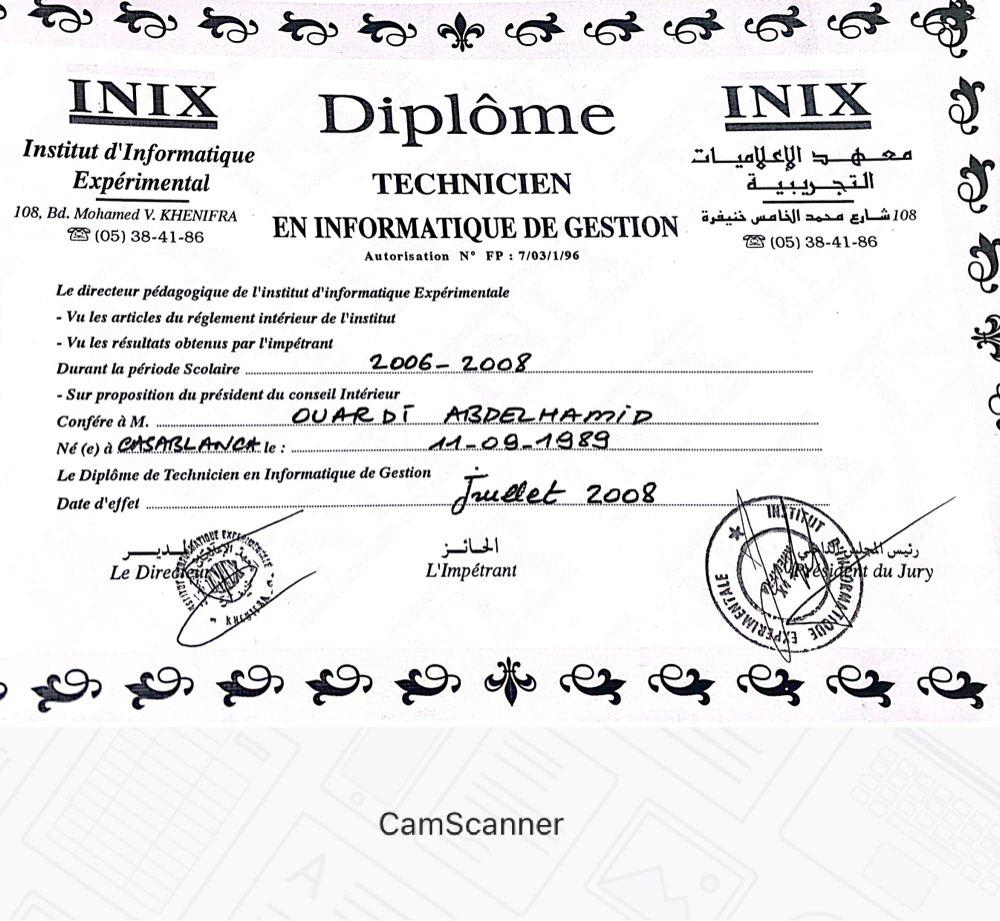 INIX
Institut d'Informatique
Expérimental
108, Bd. Mohamed V. KHENIFRA
☏ (05) 38-41-86
Diplôme
TECHNICIEN
EN INFORMATIQUE DE GESTION
Autorisation N° FP : 7/03/1/96
INIX
معهد الإعلاميات
التجريبية
108 شارع محمد الخامس خنيفرة
☏ (05) 38-41-86
Le directeur pédagogique de l'institut d'informatique Expérimentale
- Vu les articles du réglement intérieur de l'institut
- Vu les résultats obtenus par l'impétrant
Durant la période Scolaire 2006-2008
- Sur proposition du président du conseil Intérieur
Confére à M. OUARDI ABDELHAMID
Né (e) à CASABLANCA le : 11-09-1989
Le Diplôme de Technicien en Informatique de Gestion
Date d'effet Juillet 2008
المدير
Le Directeur
الحائز
L'Impétrant
رئيس المجلس
Président du Jury
INSTITUT D'INFORMATIQUE EXPERIMENTALE
KHENIFRA
CamScanner